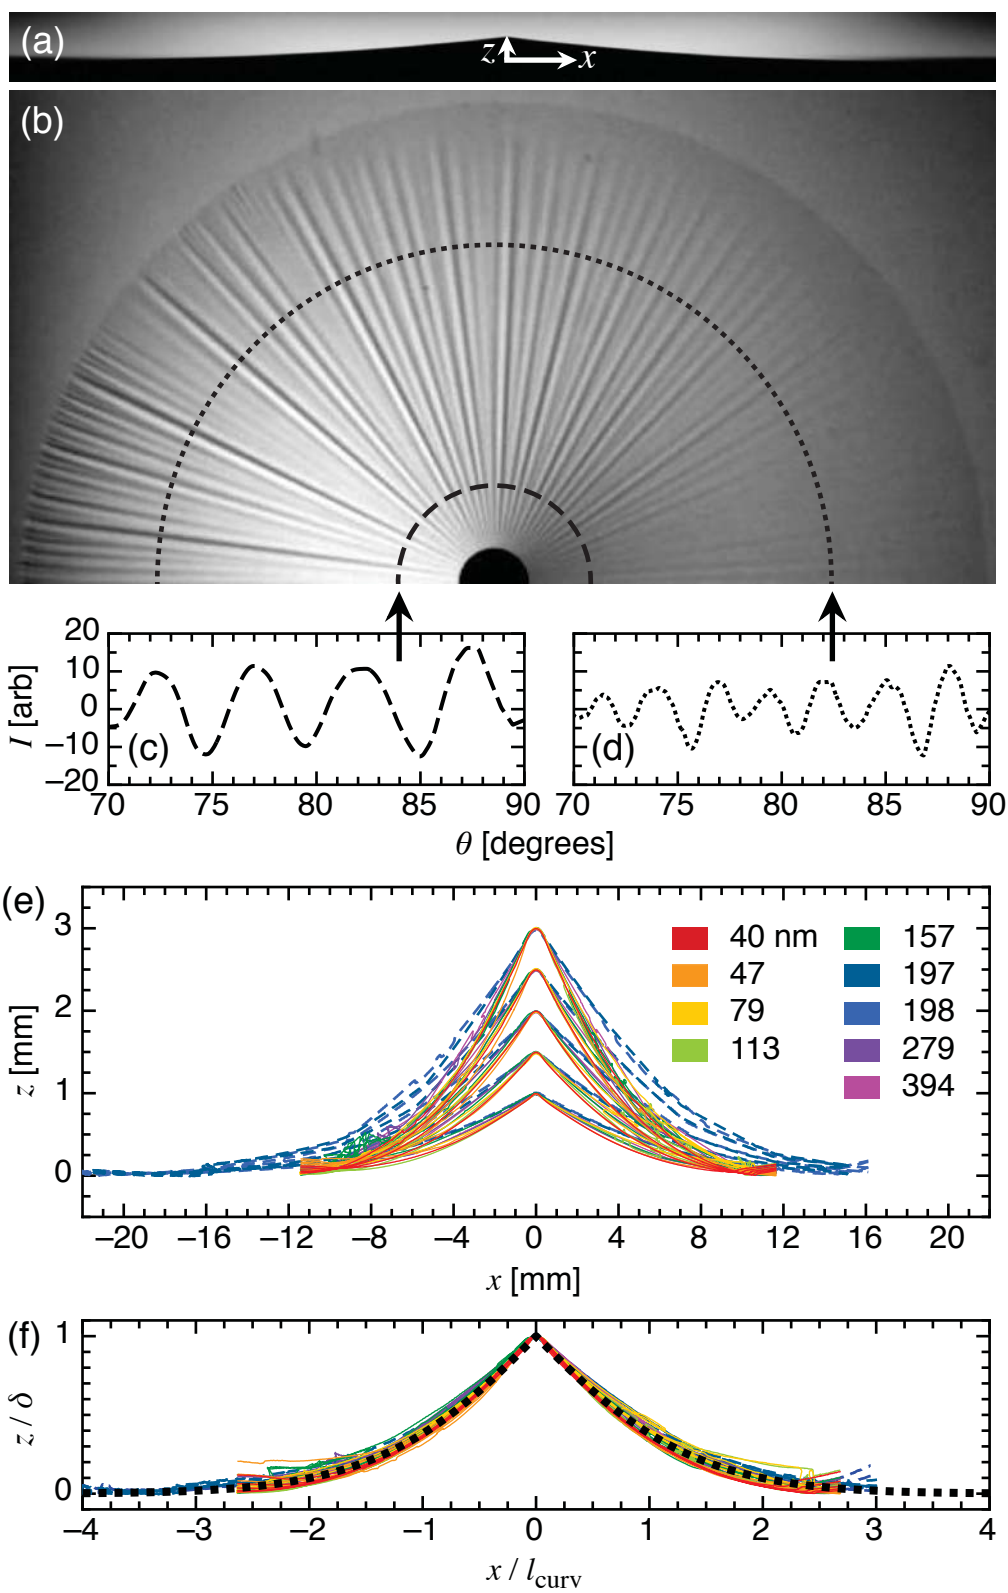 (a)
z
x
(b)
20
10
0
−10
−20
I [arb]
(c)
70 75 80 85 90
(d)
70 75 80 85 90
θ [degrees]
(e)
3
2
1
0
z [mm]
40 nm
47
79
113
157
197
198
279
394
−20 −16 −12 −8 −4 0 4 8 12 16 20
x [mm]
(f)
1
0
z / δ
−4 −3 −2 −1 0 1 2 3 4
x / lcurv